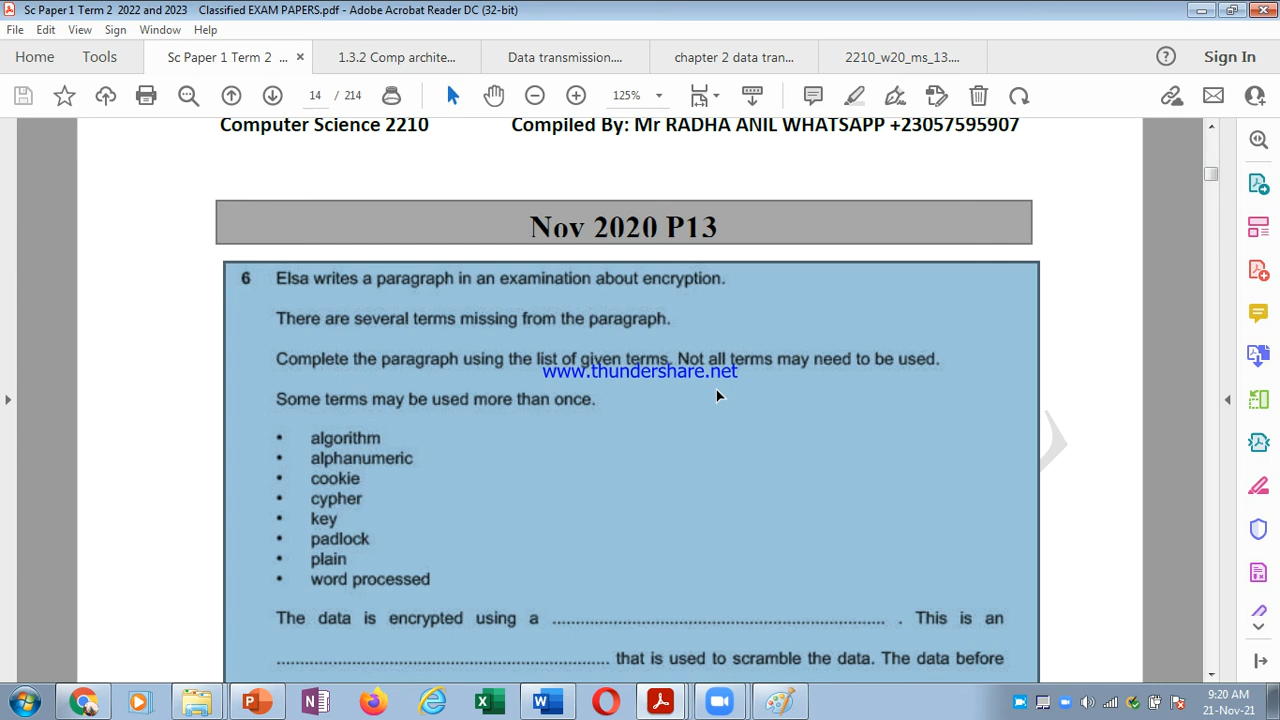 Sc Paper 1 Term 2 2022 and 2023 Classified EXAM PAPERS.pdf - Adobe Acrobat Reader DC (32-bit)
File Edit View Sign Window Help
Home Tools Sc Paper 1 Term 2 ... × 1.3.2 Comp archite... Data transmission.... chapter 2 data tran... 2210_w20_ms_13.... Sign In
14 / 214 125%
Computer Science 2210 Compiled By: Mr RADHA ANIL WHATSAPP +23057595907
Nov 2020 P13
6 Elsa writes a paragraph in an examination about encryption.
There are several terms missing from the paragraph.
Complete the paragraph using the list of given terms. Not all terms may need to be used.
www.thundershare.net
Some terms may be used more than once.
• algorithm
• alphanumeric
• cookie
• cypher
• key
• padlock
• plain
• word processed
The data is encrypted using a ...................................................................... . This is an
...................................................................... that is used to scramble the data. The data before
9:20 AM
21-Nov-21